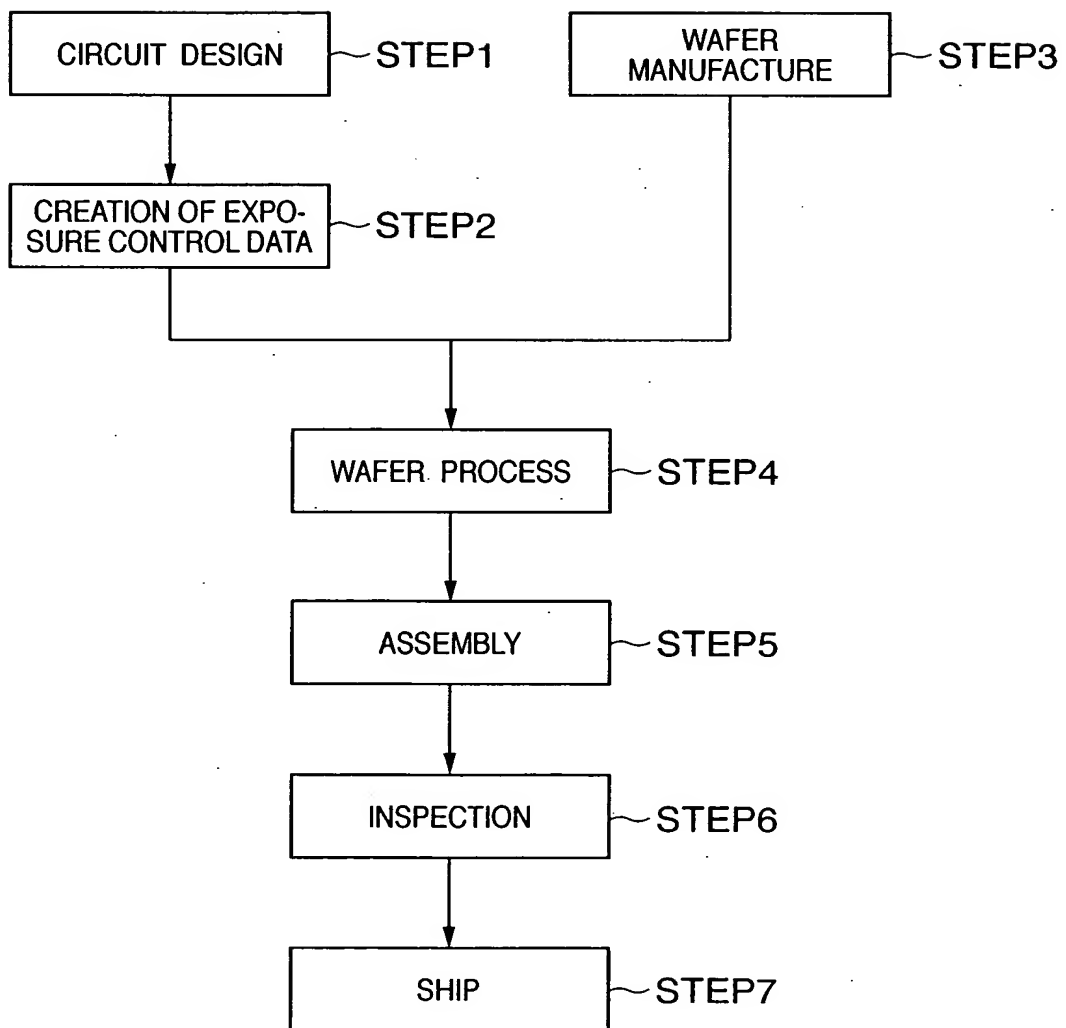 CIRCUIT DESIGN
STEP1
WAFER
MANUFACTURE
STEP3
CREATION OF EXPO-
SURE CONTROL DATA
STEP2
WAFER PROCESS
STEP4
ASSEMBLY
STEP5
INSPECTION
STEP6
SHIP
STEP7